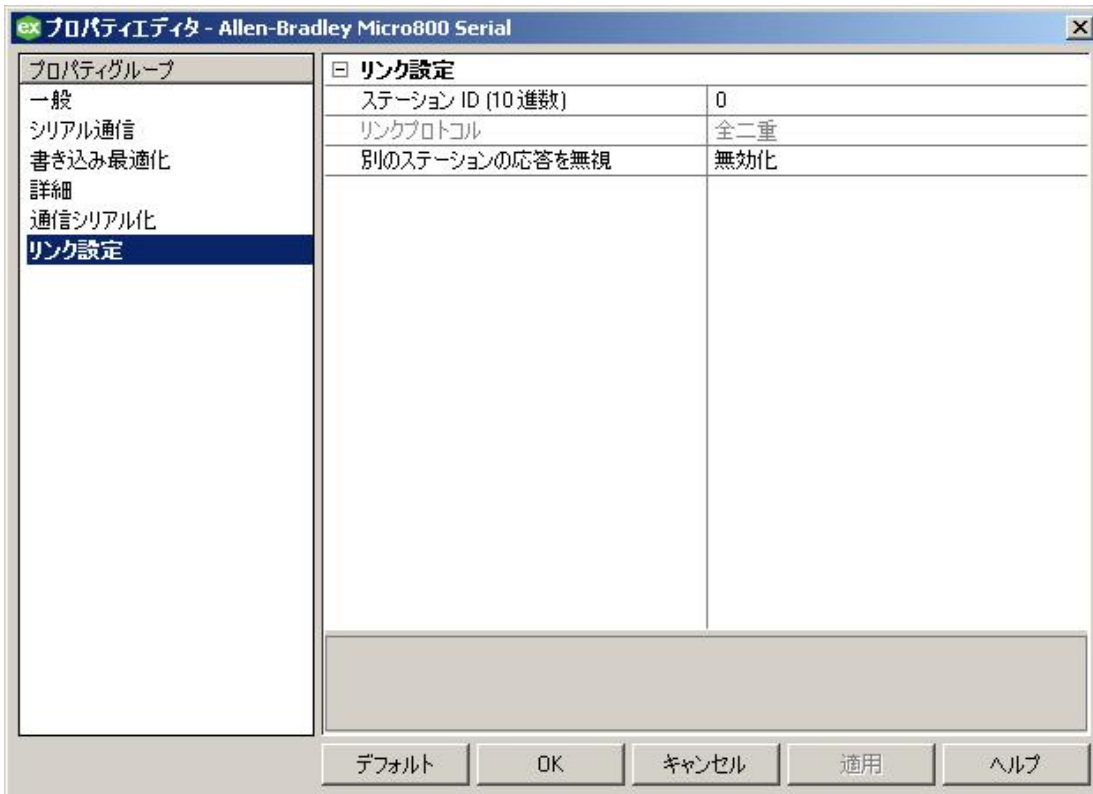 ex プロパティエディタ - Allen-Bradley Micro800 Serial
プロパティグループ
一般
シリアル通信
書き込み最適化
詳細
通信シリアル化
リンク設定
リンク設定
ステーション ID (10 進数) 0
リンクプロトコル 全二重
別のステーションの応答を無視 無効化
デフォルト OK キャンセル 適用 ヘルプ